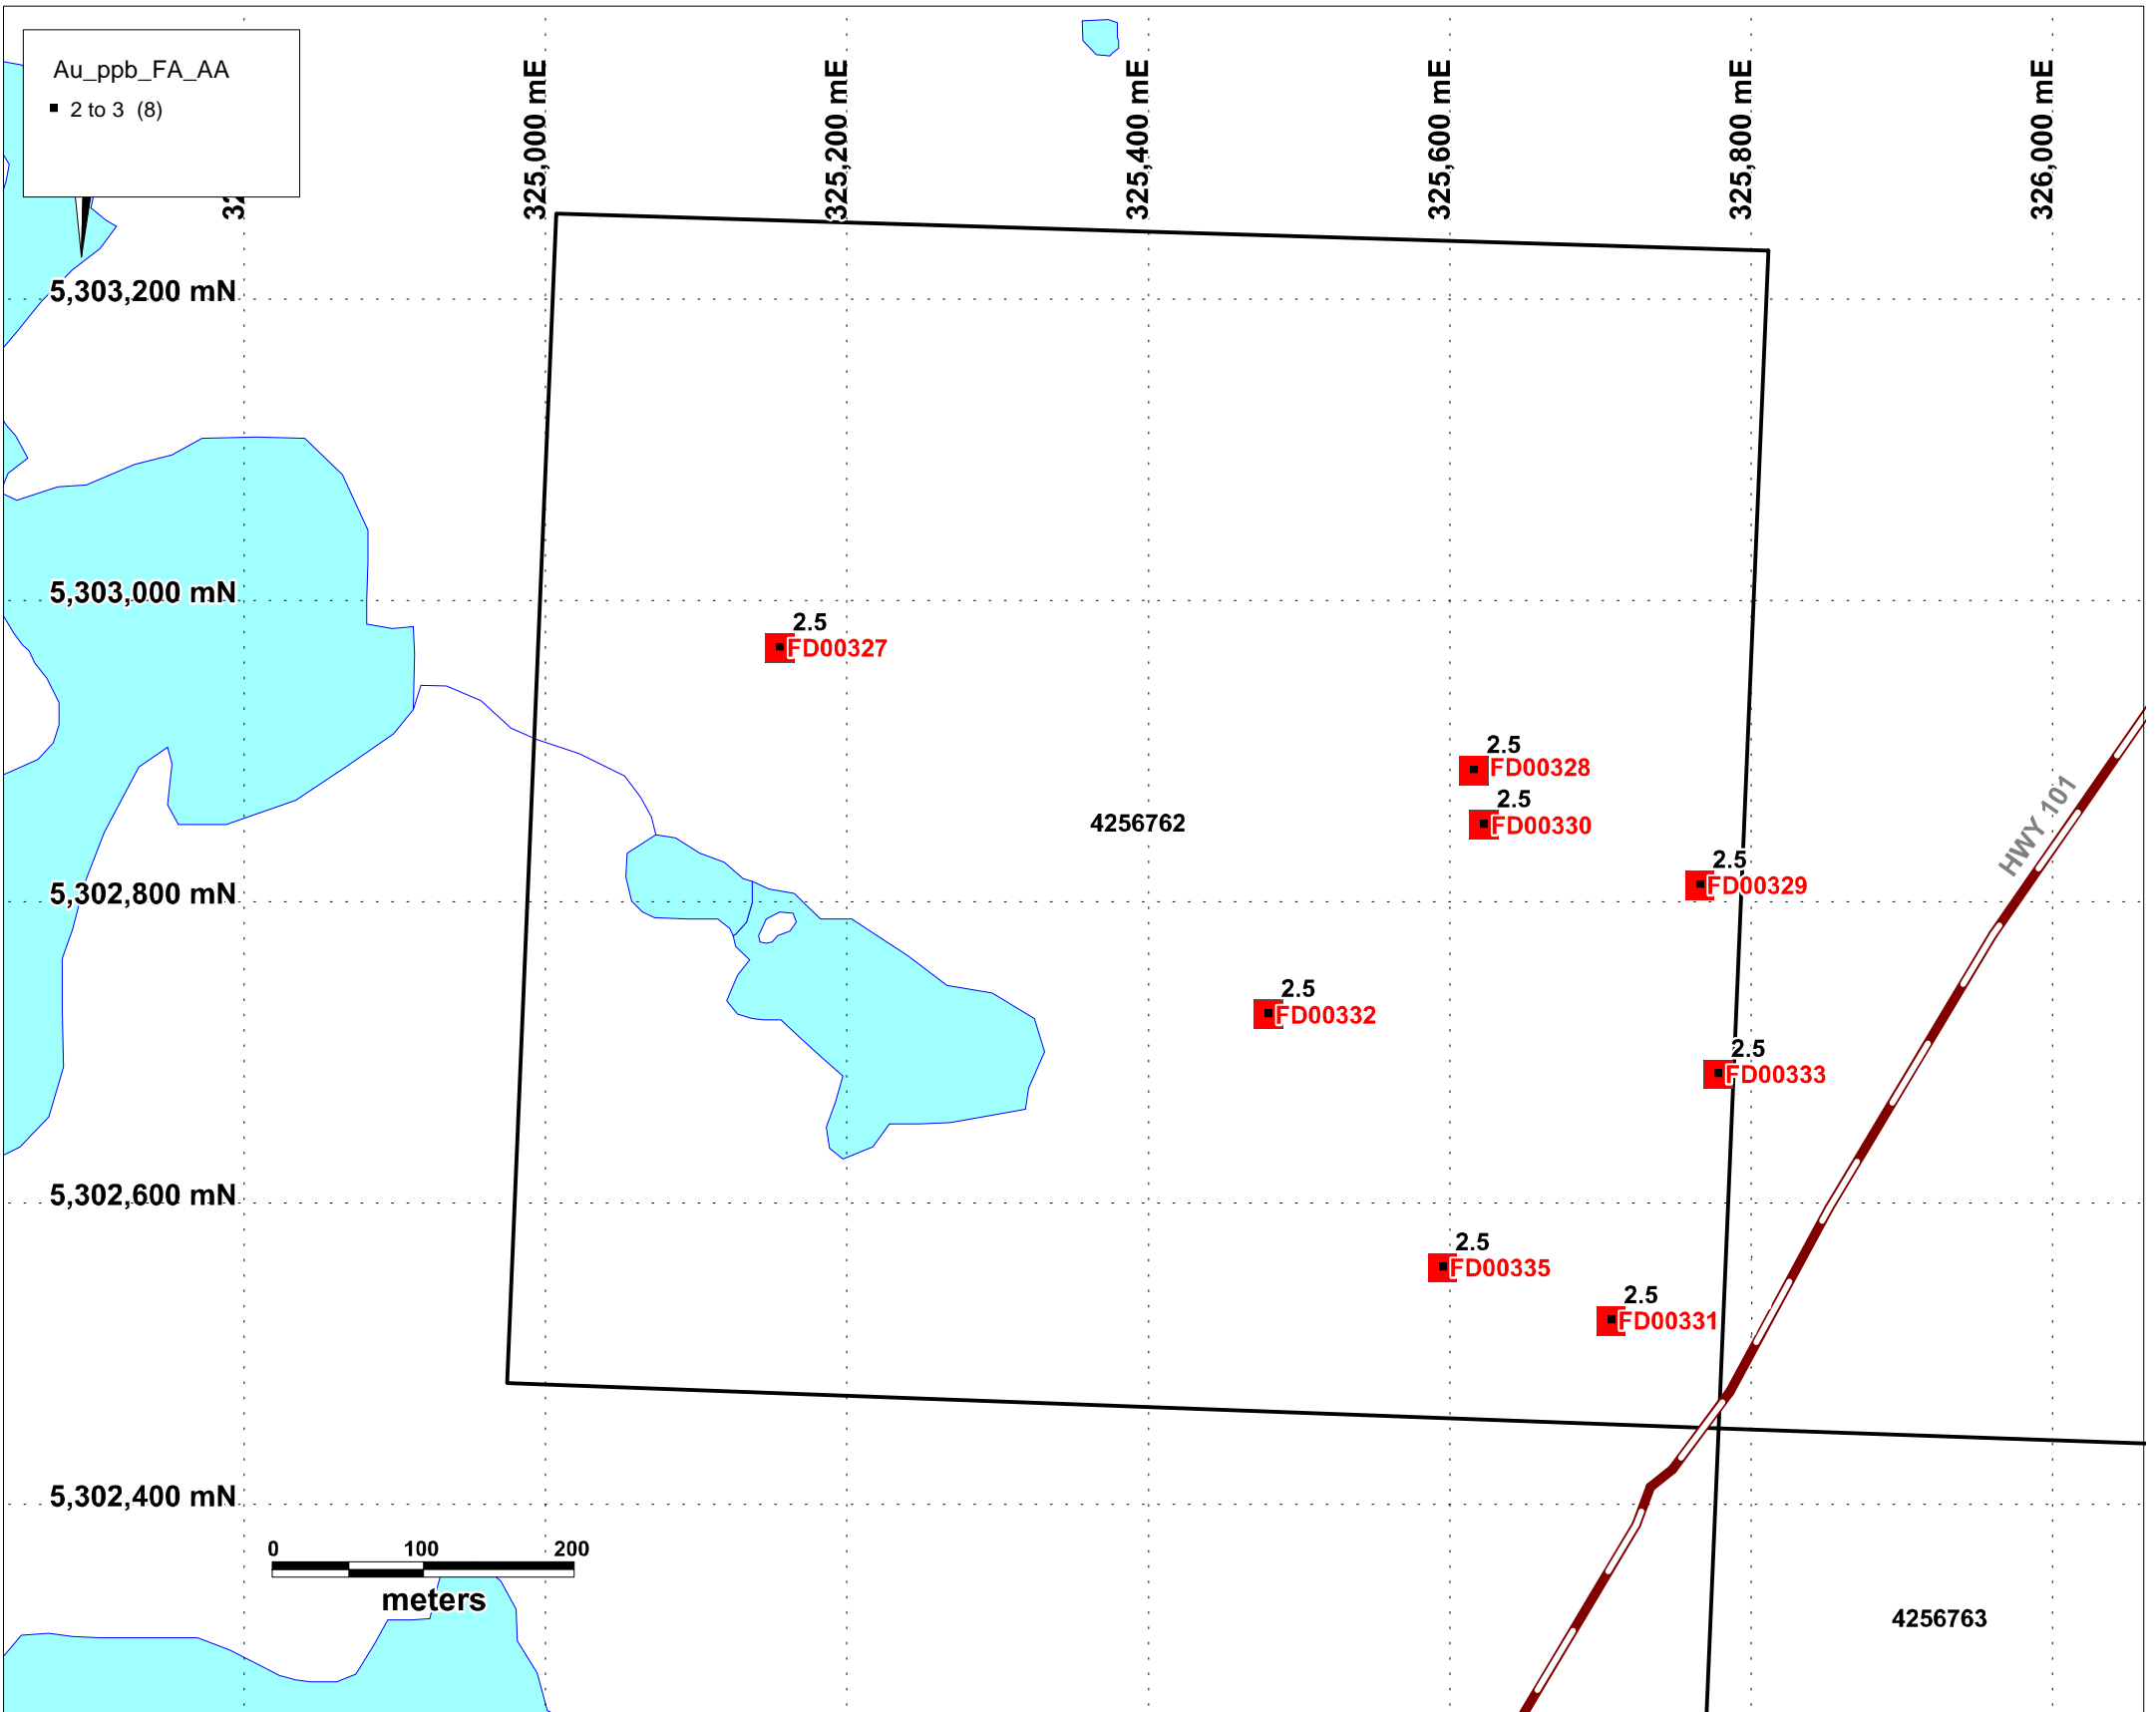 Au_ppb_FA_AA
2 to 3 (8)
325,000 mE
325,200 mE
325,400 mE
325,600 mE
325,800 mE
326,000 mE
5,303,200 mN
5,303,000 mN
2.5
FD00327
2.5
FD00328
2.5
FD00330
4256762
HWY 101
2.5
FD00329
5,302,800 mN
2.5
FD00332
2.5
FD00333
5,302,600 mN
2.5
FD00335
2.5
FD00331
5,302,400 mN
0 100 200
meters
4256763